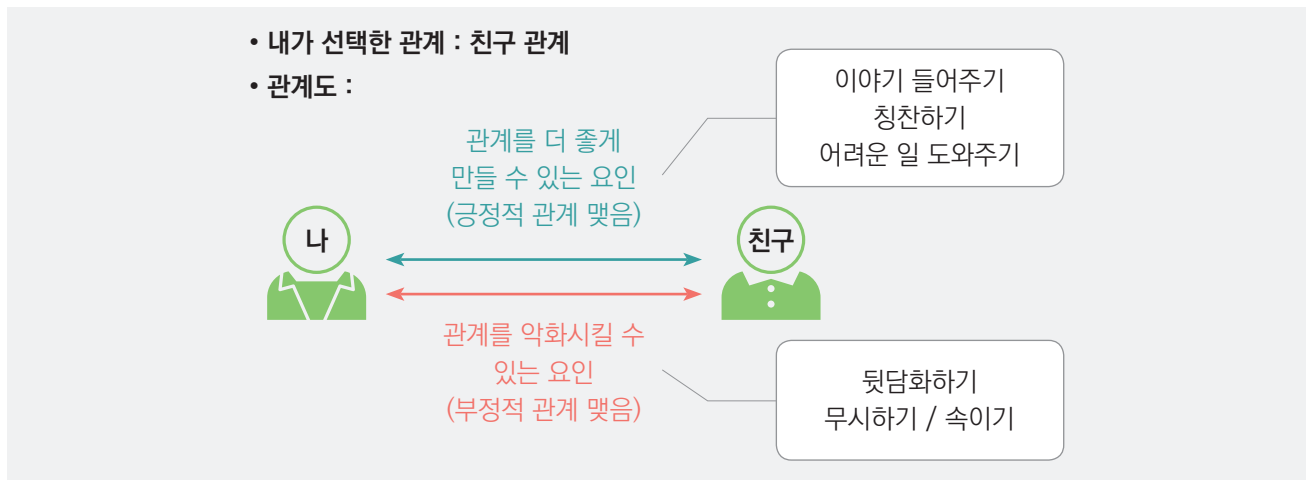 • 내가 선택한 관계 : 친구 관계
• 관계도 :
이야기 들어주기
칭찬하기
어려운 일 도와주기
관계를 더 좋게
만들 수 있는 요인
(긍정적 관계 맺음)
나
친구
관계를 악화시킬 수
있는 요인
(부정적 관계 맺음)
뒷담화하기
무시하기 / 속이기